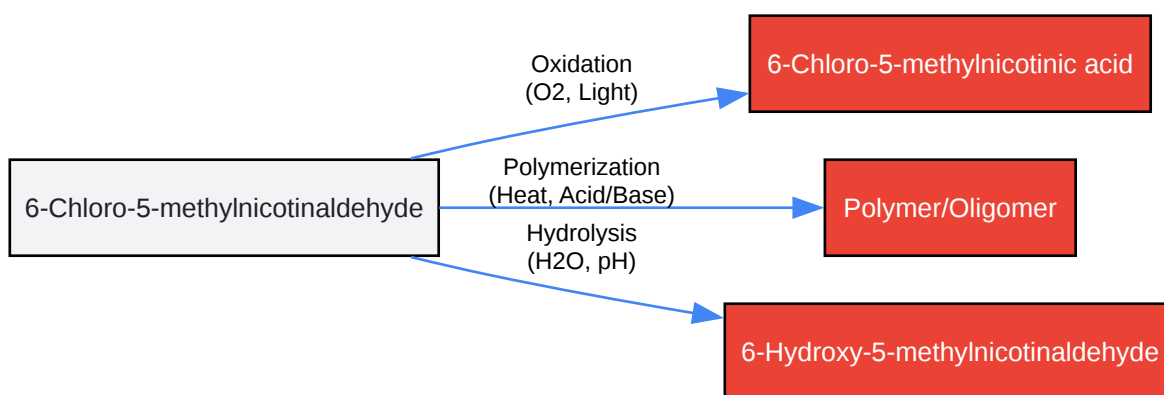 Oxidation
(O2, Light)
6-Chloro-5-methylnicotinic acid
6-Chloro-5-methylnicotinaldehyde
Polymerization
(Heat, Acid/Base)
Polymer/Oligomer
Hydrolysis
(H2O, pH)
6-Hydroxy-5-methylnicotinaldehyde